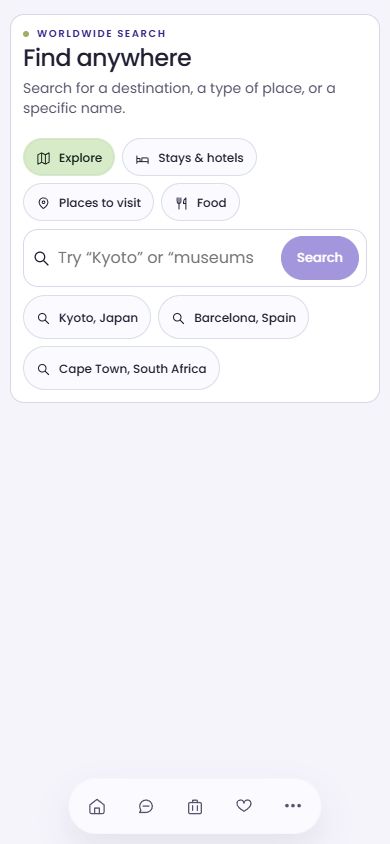 WORLDWIDE SEARCH
Find anywhere
Search for a destination, a type of place, or a
specific name.
Explore
Stays & hotels
Places to visit
Food
Try “Kyoto” or “museums
Search
Kyoto, Japan
Barcelona, Spain
Cape Town, South Africa